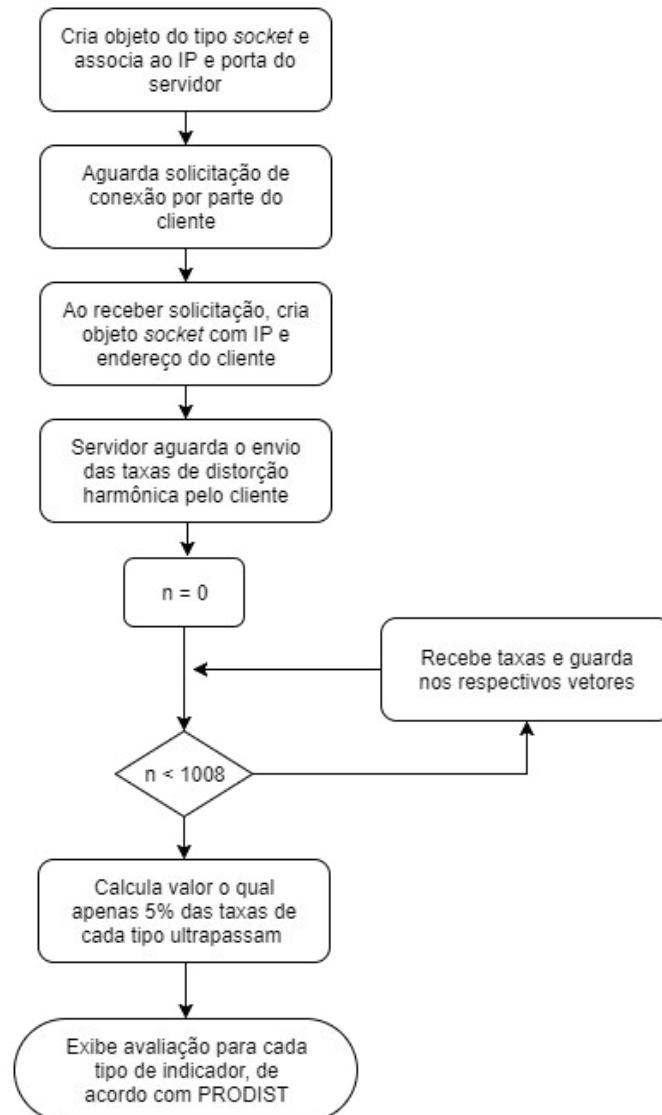 Cria objeto do tipo socket e
associa ao IP e porta do
servidor
Aguarda solicitação de
conexão por parte do
cliente
Ao receber solicitação, cria
objeto socket com IP e
endereço do cliente
Servidor aguarda o envio
das taxas de distorção
harmônica pelo cliente
n = 0
Recebe taxas e guarda
nos respectivos vetores
n < 1008
Calcula valor o qual
apenas 5% das taxas de
cada tipo ultrapassam
Exibe avaliação para cada
tipo de indicador, de
acordo com PRODIST